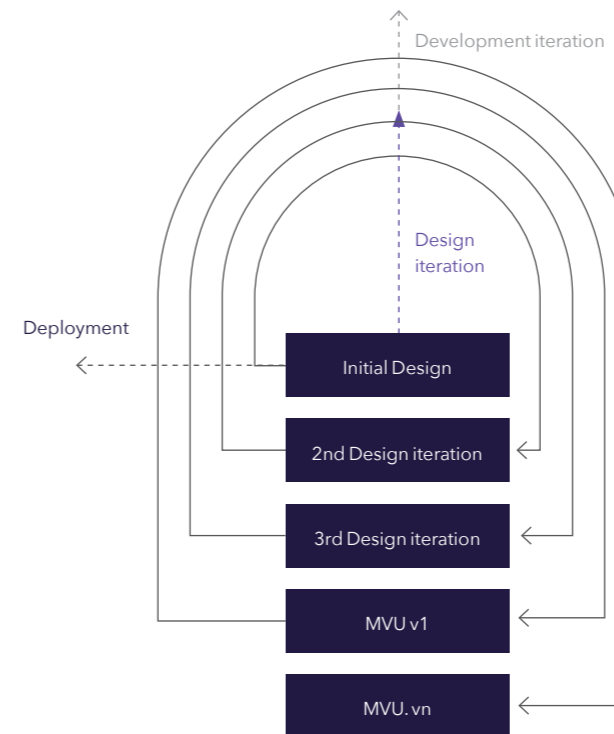 Development iteration
Design
iteration
Deployment
Initial Design
2nd Design iteration
3rd Design iteration
MVU v1
MVU. vn